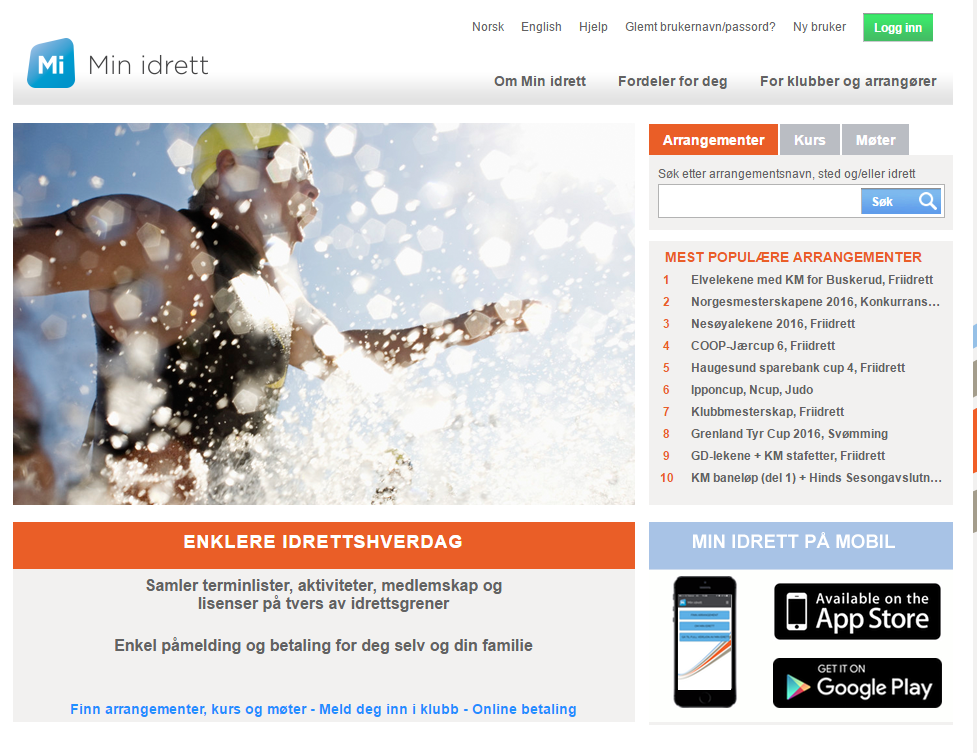 Norsk English Hjelp Glemt brukernavn/passord? Ny bruker Logg inn
Mi Min idrett
Om Min idrett Fordeler for deg For klubber og arrangører
Arrangementer Kurs Møter
Søk etter arrangementsnavn, sted og/eller idrett
Søk
MEST POPULÆRE ARRANGEMENTER
1 Elvelekene med KM for Buskerud, Friidrett
2 Norgesmesterskapene 2016, Konkurrans...
3 Nesøyalekene 2016, Friidrett
4 COOP-Jærcup 6, Friidrett
5 Haugesund sparebank cup 4, Friidrett
6 Ipponcup, Ncup, Judo
7 Klubbmesterskap, Friidrett
8 Grenland Tyr Cup 2016, Svømming
9 GD-lekene + KM stafetter, Friidrett
10 KM baneløp (del 1) + Hinds Sesongavslutn...
ENKLERE IDRETTSHVERDAG
Samler terminlister, aktiviteter, medlemskap og
lisenser på tvers av idrettsgrener
Enkel påmelding og betaling for deg selv og din familie
Finn arrangementer, kurs og møter - Meld deg inn i klubb - Online betaling
MIN IDRETT PÅ MOBIL
Available on the
App Store
GET IT ON
Google Play